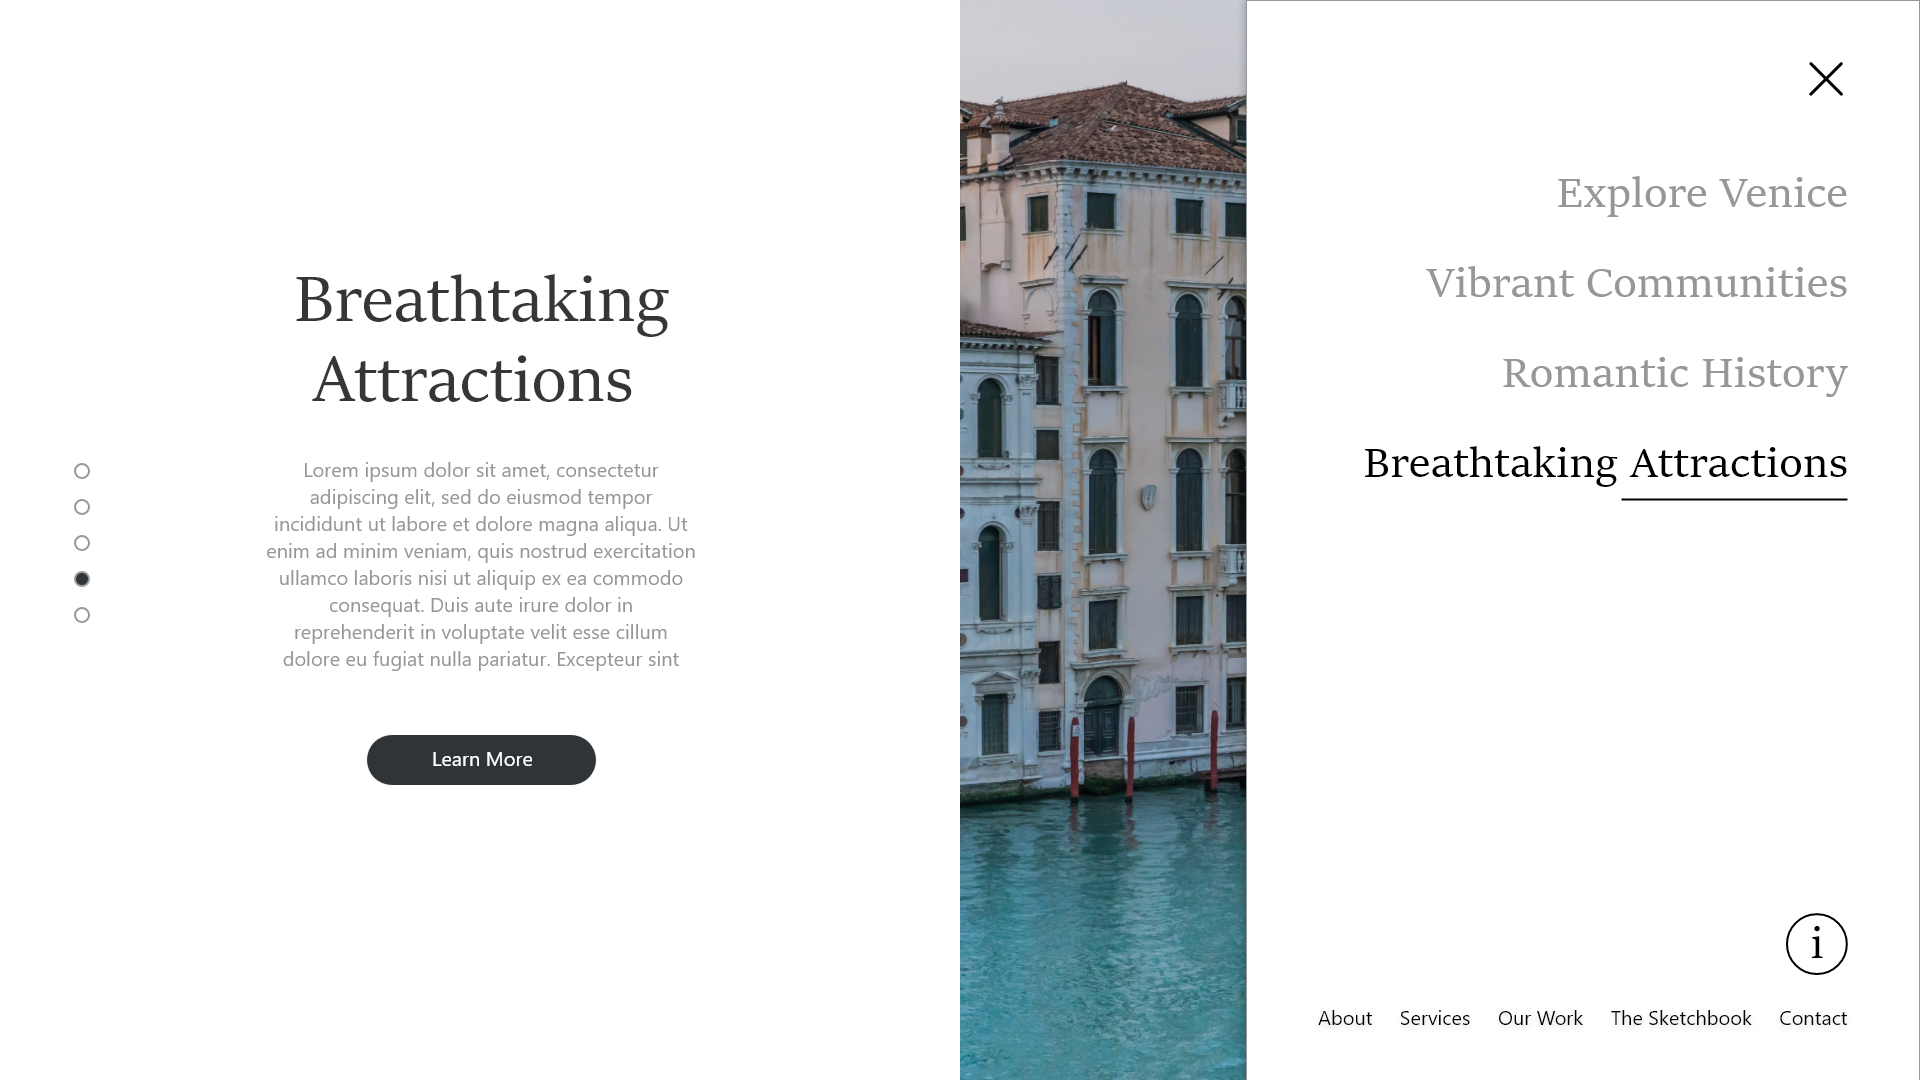 Breathtaking
Attractions
Lorem ipsum dolor sit amet, consectetur
adipiscing elit, sed do eiusmod tempor
incididunt ut labore et dolore magna aliqua. Ut
enim ad minim veniam, quis nostrud exercitation
ullamco laboris nisi ut aliquip ex ea commodo
consequat. Duis aute irure dolor in
reprehenderit in voluptate velit esse cillum
dolore eu fugiat nulla pariatur. Excepteur sint
Learn More
Explore Venice
Vibrant Communities
Romantic History
Breathtaking Attractions
i
About Services Our Work The Sketchbook Contact